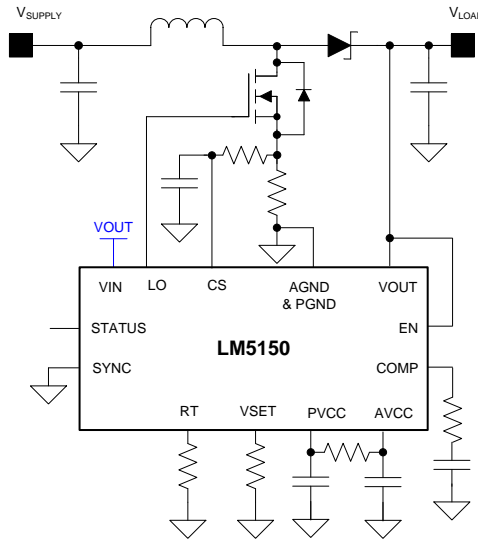 VSUPPLY
VLOAD
VOUT
VIN
LO
CS
AGND
& PGND
VOUT
STATUS
EN
LM5150
SYNC
COMP
RT
VSET
PVCC
AVCC